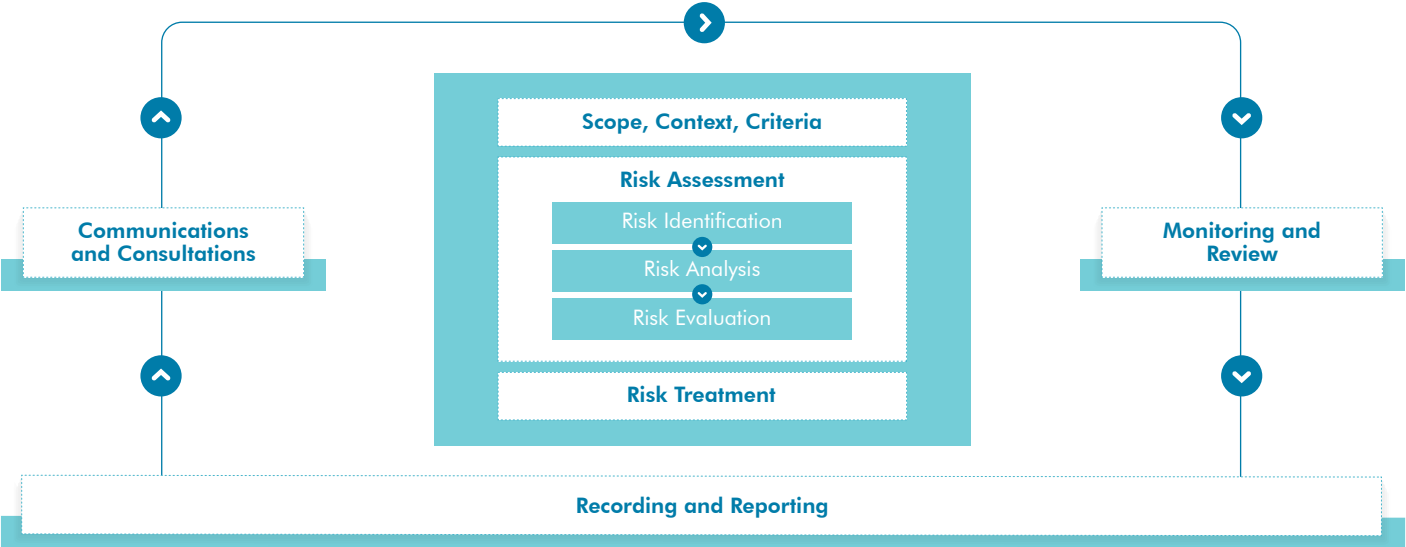 Scope, Context, Criteria
Risk Assessment
Risk Identification
Risk Analysis
Risk Evaluation
Risk Treatment
Communications
and Consultations
Monitoring and
Review
Recording and Reporting